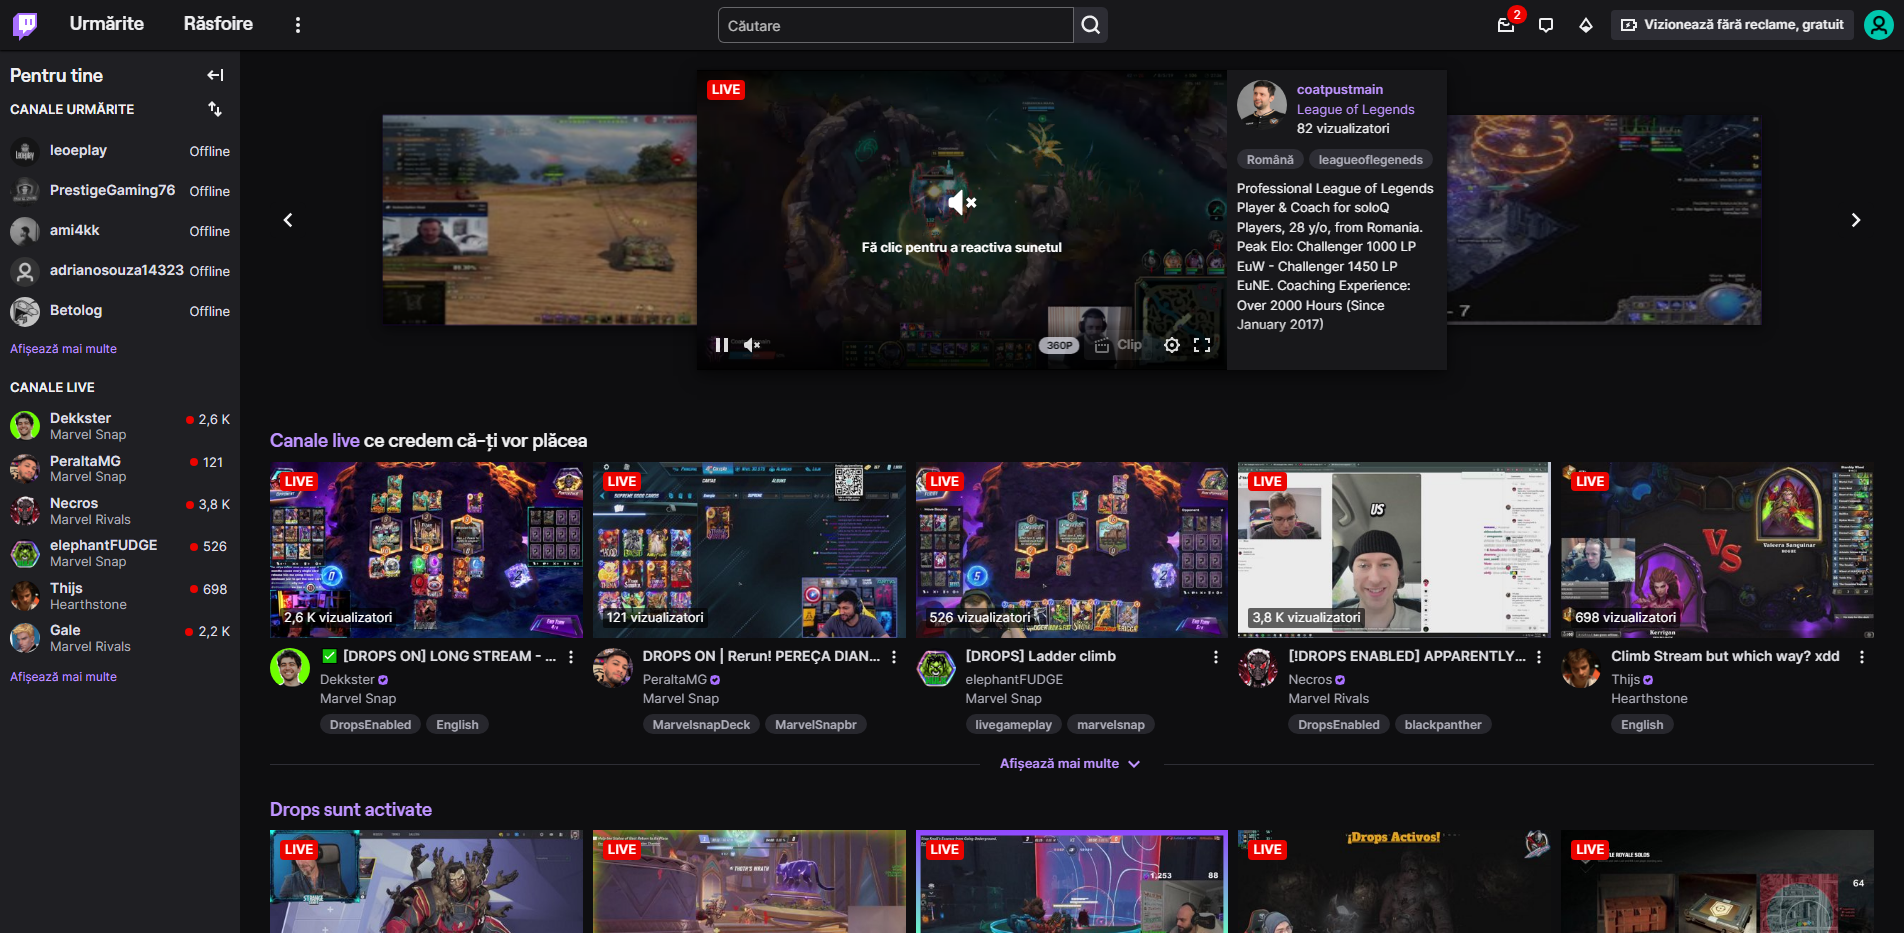 Urmărite
Răsfoire
Căutare
2
Vizionează fără reclame, gratuit
Pentru tine
CANALE URMĂRITE
leoeplay
Offline
PrestigeGaming76
Offline
ami4kk
Offline
adrianosouza14323
Offline
Betolog
Offline
Afișează mai multe
CANALE LIVE
Dekkster
2,6 K
Marvel Snap
PeraltaMG
121
Marvel Snap
Necros
3,8 K
Marvel Rivals
elephantFUDGE
526
Marvel Snap
Thijs
698
Hearthstone
Gale
2,2 K
Marvel Rivals
Afișează mai multe
LIVE
Fă clic pentru a reactiva sunetul
360P
Clip
coatpustmain
League of Legends
82 vizualizatori
Română
leagueoflegeneds
Professional League of Legends
Player & Coach for soloQ
Players, 28 y/o, from Romania.
Peak Elo: Challenger 1000 LP
EuW - Challenger 1450 LP
EuNE. Coaching Experience:
Over 2000 Hours (Since
January 2017)
Canale live ce credem că-ți vor plăcea
LIVE
2,6 K vizualizatori
✅ [DROPS ON] LONG STREAM - ...
Dekkster
Marvel Snap
DropsEnabled
English
LIVE
121 vizualizatori
DROPS ON | Rerun! PEREÇA DIAN...
PeraltaMG
Marvel Snap
MarvelsnapDeck
MarvelSnapbr
LIVE
526 vizualizatori
[DROPS] Ladder climb
elephantFUDGE
Marvel Snap
livegameplay
marvelsnap
LIVE
US
3,8 K vizualizatori
[!DROPS ENABLED] APPARENTLY...
Necros
Marvel Rivals
DropsEnabled
blackpanther
LIVE
VS
Valeera Sanguinar
Kerrigan
698 vizualizatori
Climb Stream but which way? xdd
Thijs
Hearthstone
English
Afișează mai multe
Drops sunt activate
LIVE
LIVE
LIVE
1,253
88
LIVE
¡Drops Activos!
LIVE
64